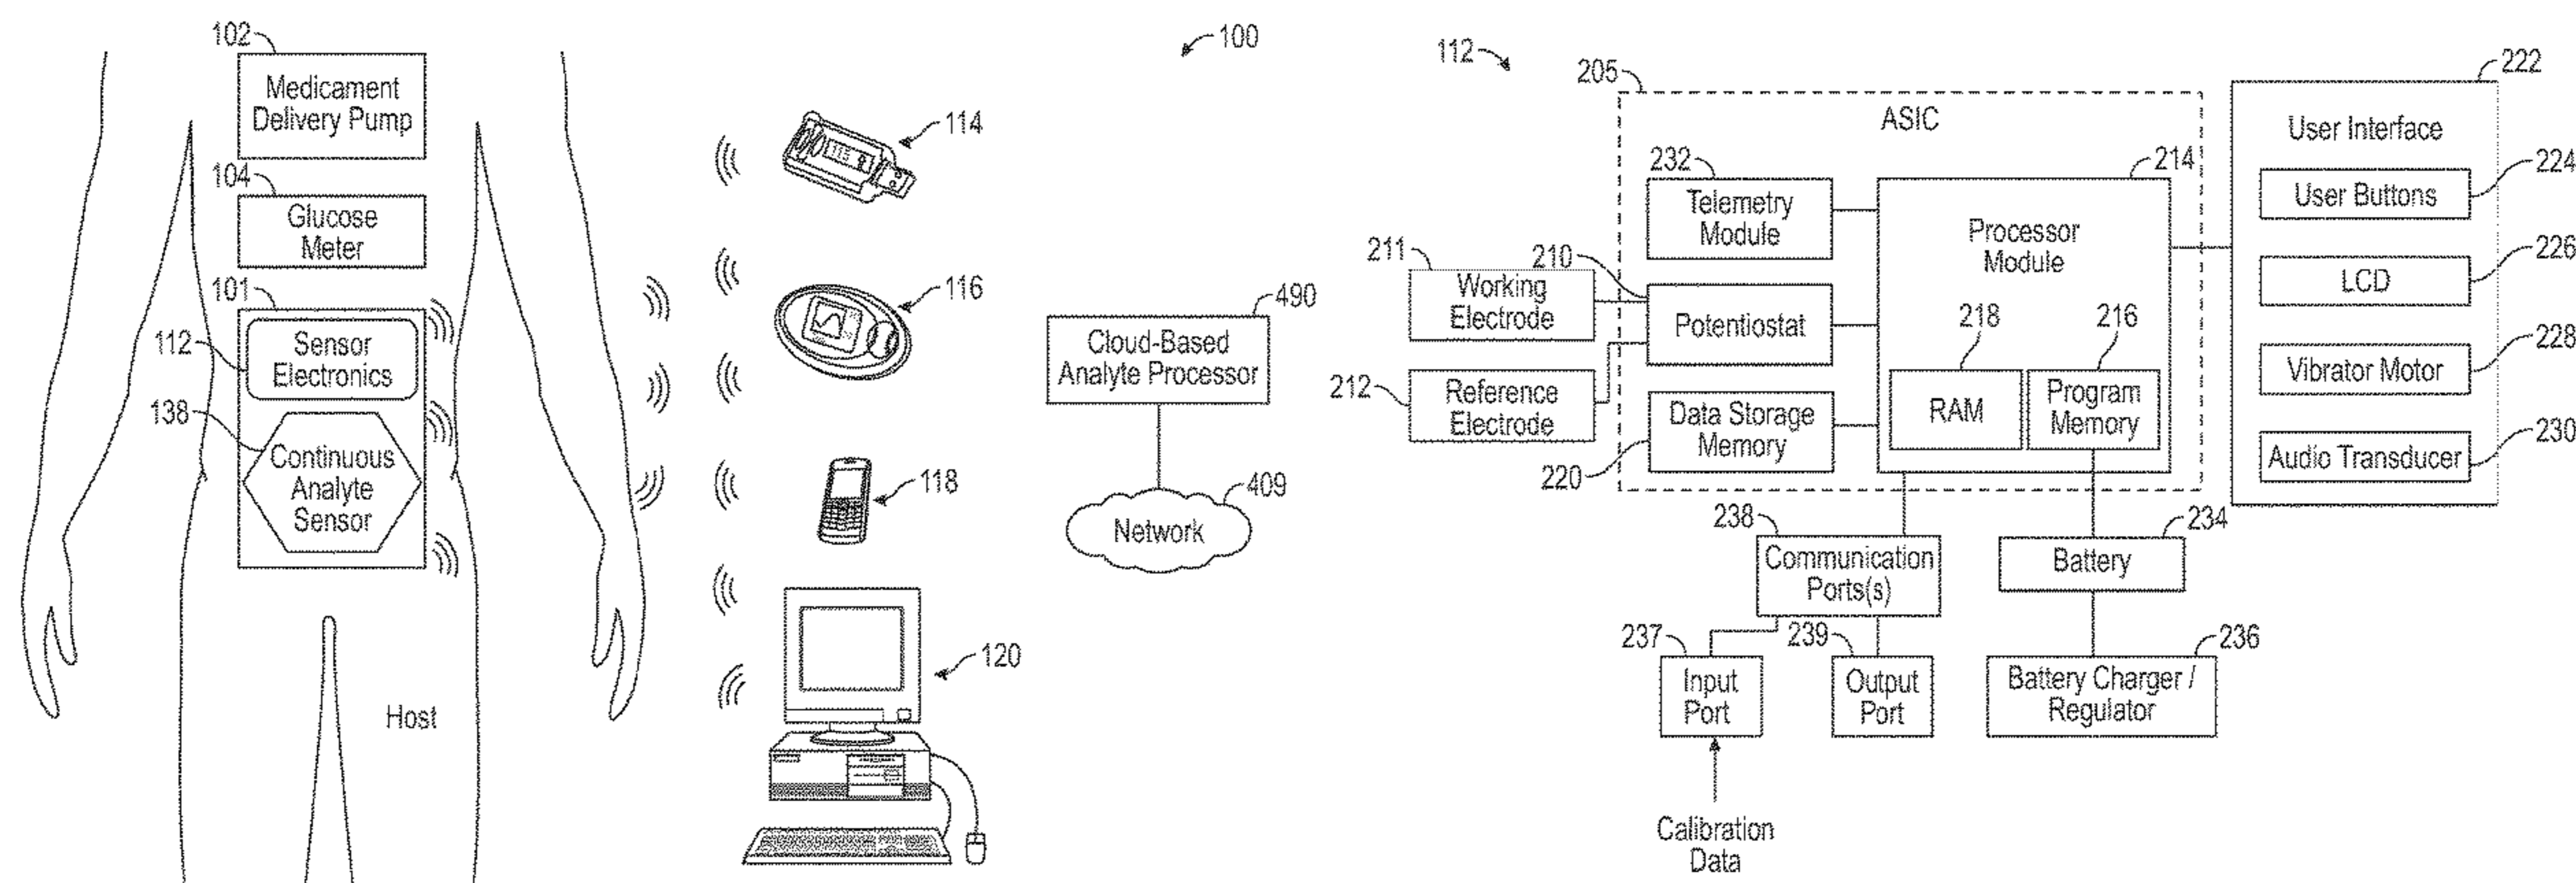 102
Medicament
Delivery Pump
104
Glucose
Meter
101
112
Sensor
Electronics
138
Continuous
Analyte
Sensor
Host
100
114
116
118
120
490
Cloud-Based
Analyte Processor
409
Network
112
205
ASIC
232
Telemetry
Module
214
Processor
Module
211
Working
Electrode
210
Potentiostat
212
Reference
Electrode
218
RAM
216
Program
Memory
Data Storage
Memory
220
222
User Interface
224
User Buttons
226
LCD
228
Vibrator Motor
230
Audio Transducer
238
Communication
Ports(s)
234
Battery
237
Input
Port
239
Output
Port
236
Battery Charger /
Regulator
Calibration
Data